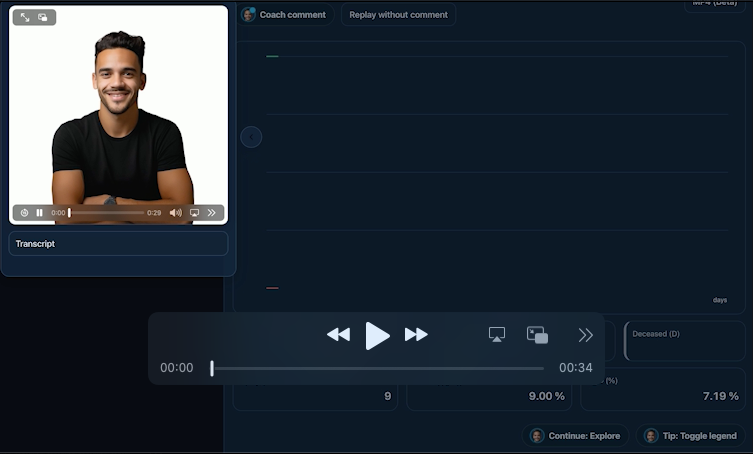 Coach comment
Replay without comment
MP4 (Beta)
0:00
0:29
Transcript
days
Deceased (D)
00:00
00:34
(%)
9
9.00 %
7.19 %
Continue: Explore
Tip: Toggle legend